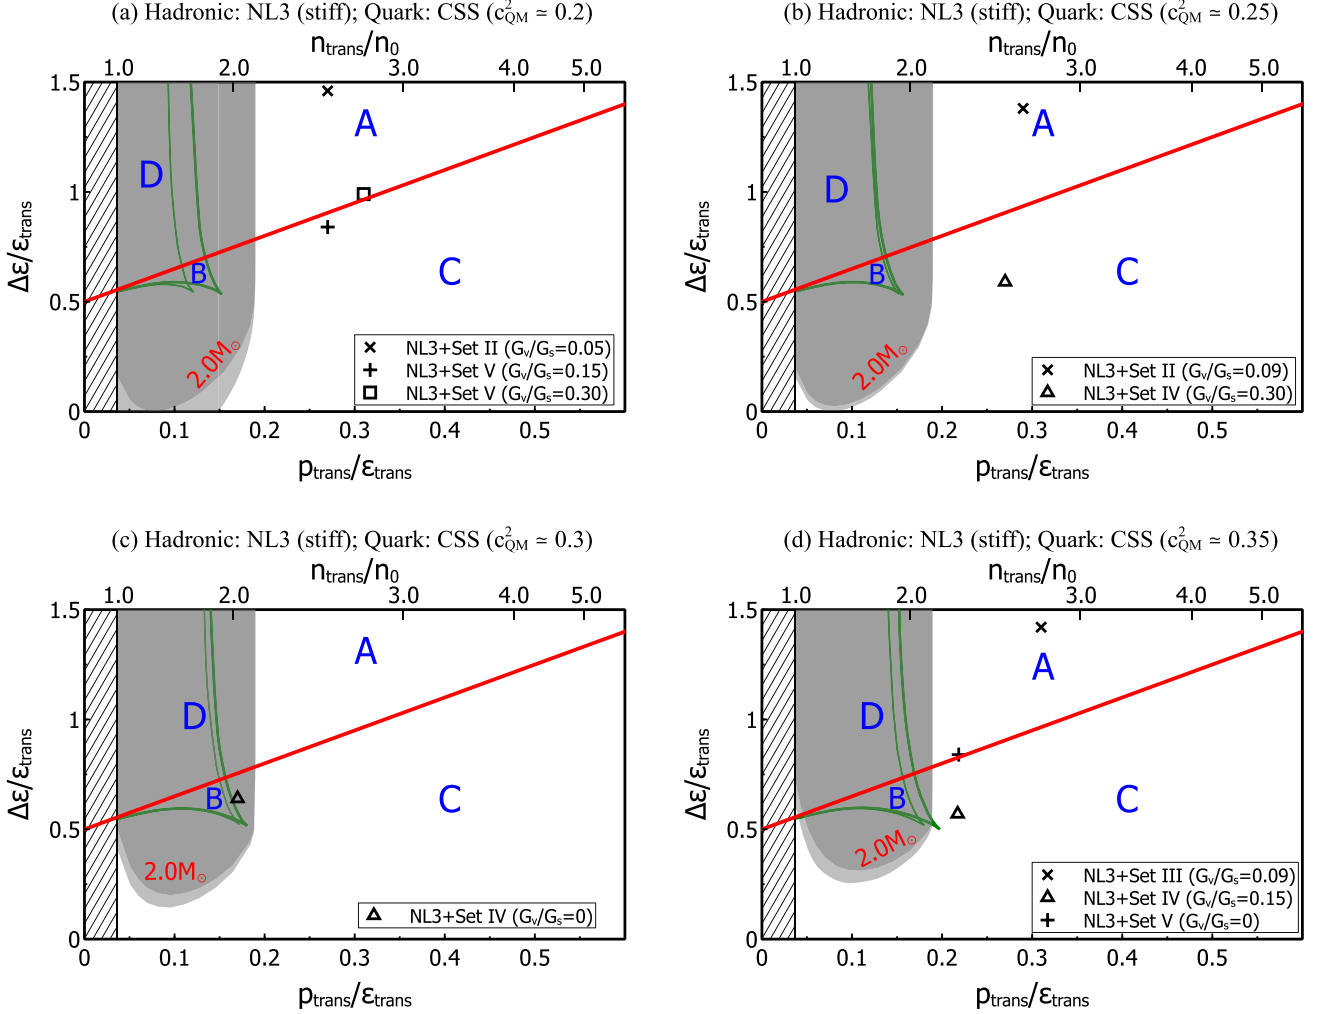 (a) Hadronic: NL3 (stiff); Quark: CSS (c²QM ≃ 0.2)
ntrans/n0
1.0 2.0 3.0 4.0 5.0
1.5
1
0.5
0
Δε/εtrans
A
D
B
C
2.0M⊙
NL3+Set II (Gv/Gs=0.05)
NL3+Set V (Gv/Gs=0.15)
NL3+Set V (Gv/Gs=0.30)
0 0.1 0.2 0.3 0.4 0.5
ptrans/εtrans
(b) Hadronic: NL3 (stiff); Quark: CSS (c²QM ≃ 0.25)
ntrans/n0
1.0 2.0 3.0 4.0 5.0
1.5
1
0.5
0
Δε/εtrans
A
D
B
C
2.0M⊙
NL3+Set II (Gv/Gs=0.09)
NL3+Set IV (Gv/Gs=0.30)
0 0.1 0.2 0.3 0.4 0.5
ptrans/εtrans
(c) Hadronic: NL3 (stiff); Quark: CSS (c²QM ≃ 0.3)
ntrans/n0
1.0 2.0 3.0 4.0 5.0
1.5
1
0.5
0
Δε/εtrans
A
D
B
C
2.0M⊙
NL3+Set IV (Gv/Gs=0)
0 0.1 0.2 0.3 0.4 0.5
ptrans/εtrans
(d) Hadronic: NL3 (stiff); Quark: CSS (c²QM ≃ 0.35)
ntrans/n0
1.0 2.0 3.0 4.0 5.0
1.5
1
0.5
0
Δε/εtrans
A
D
B
C
2.0M⊙
NL3+Set III (Gv/Gs=0.09)
NL3+Set IV (Gv/Gs=0.15)
NL3+Set V (Gv/Gs=0)
0 0.1 0.2 0.3 0.4 0.5
ptrans/εtrans